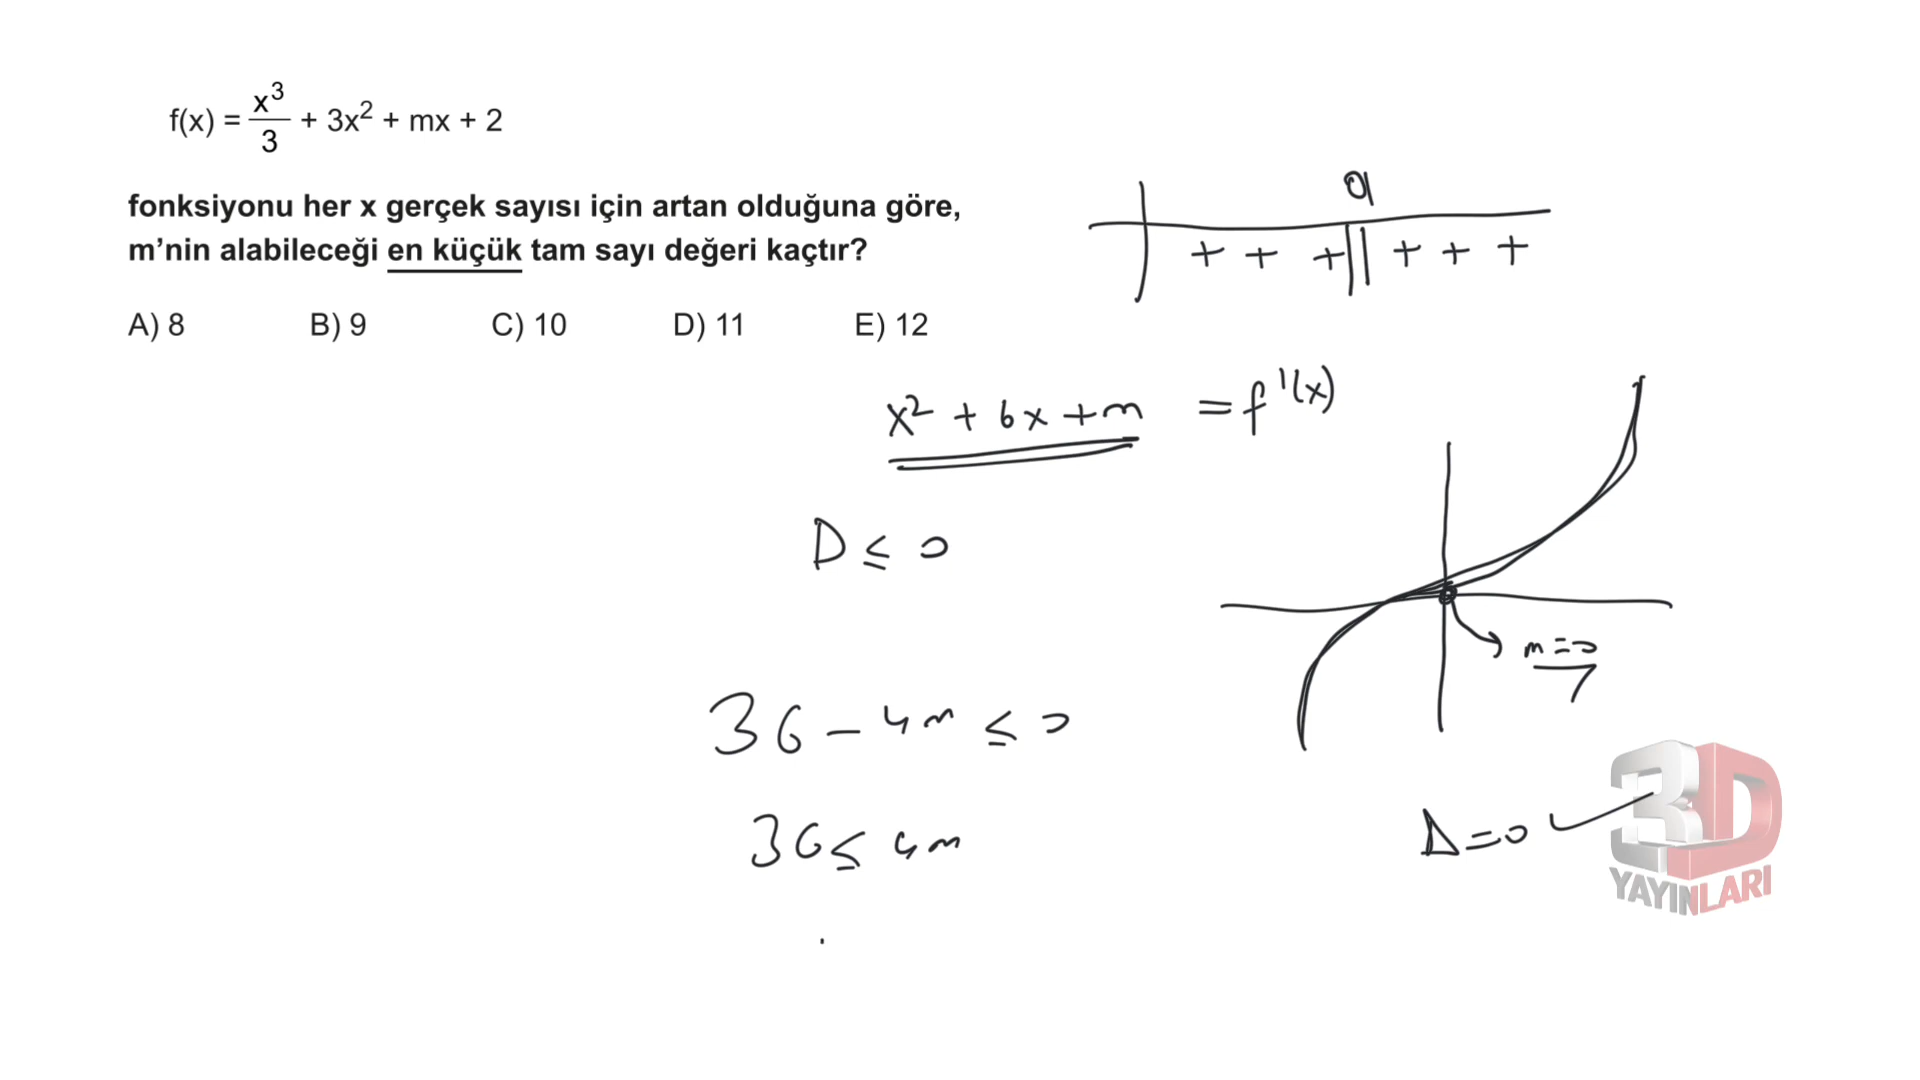 f(x) = x³/3 + 3x² + mx + 2
fonksiyonu her x gerçek sayısı için artan olduğuna göre,
m’nin alabileceği en küçük tam sayı değeri kaçtır?
A) 8 B) 9 C) 10 D) 11 E) 12
a
+ + + || + + +
x² + 6x + m = f'(x)
D ≤ 0
m = 0
36 - 4m ≤ 0
36 ≤ 4m
Δ = 0 ✓
3D
YAYINLARI